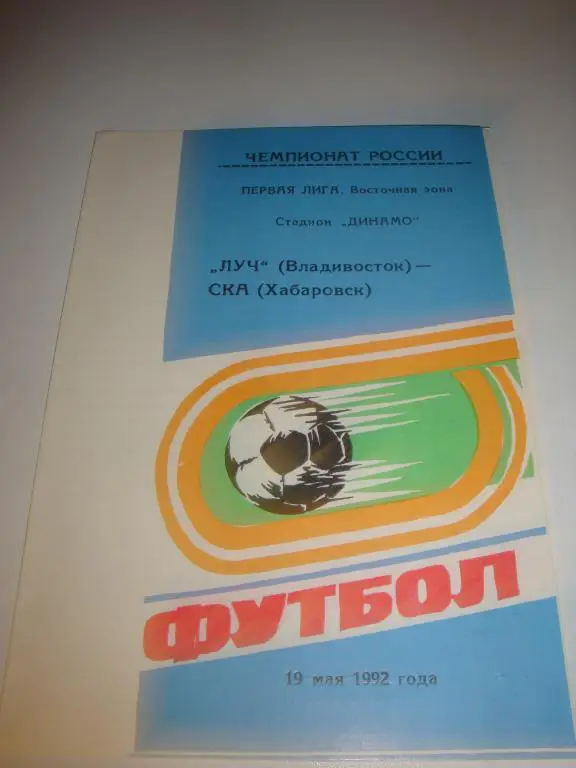 ЧЕМПИОНАТ РОССИИ
ПЕРВАЯ ЛИГА. Восточная зона
Стадион „ДИНАМО“
„ЛУЧ“ (Владивосток) —
СКА (Хабаровск)
ФУТБОЛ
19 мая 1992 года